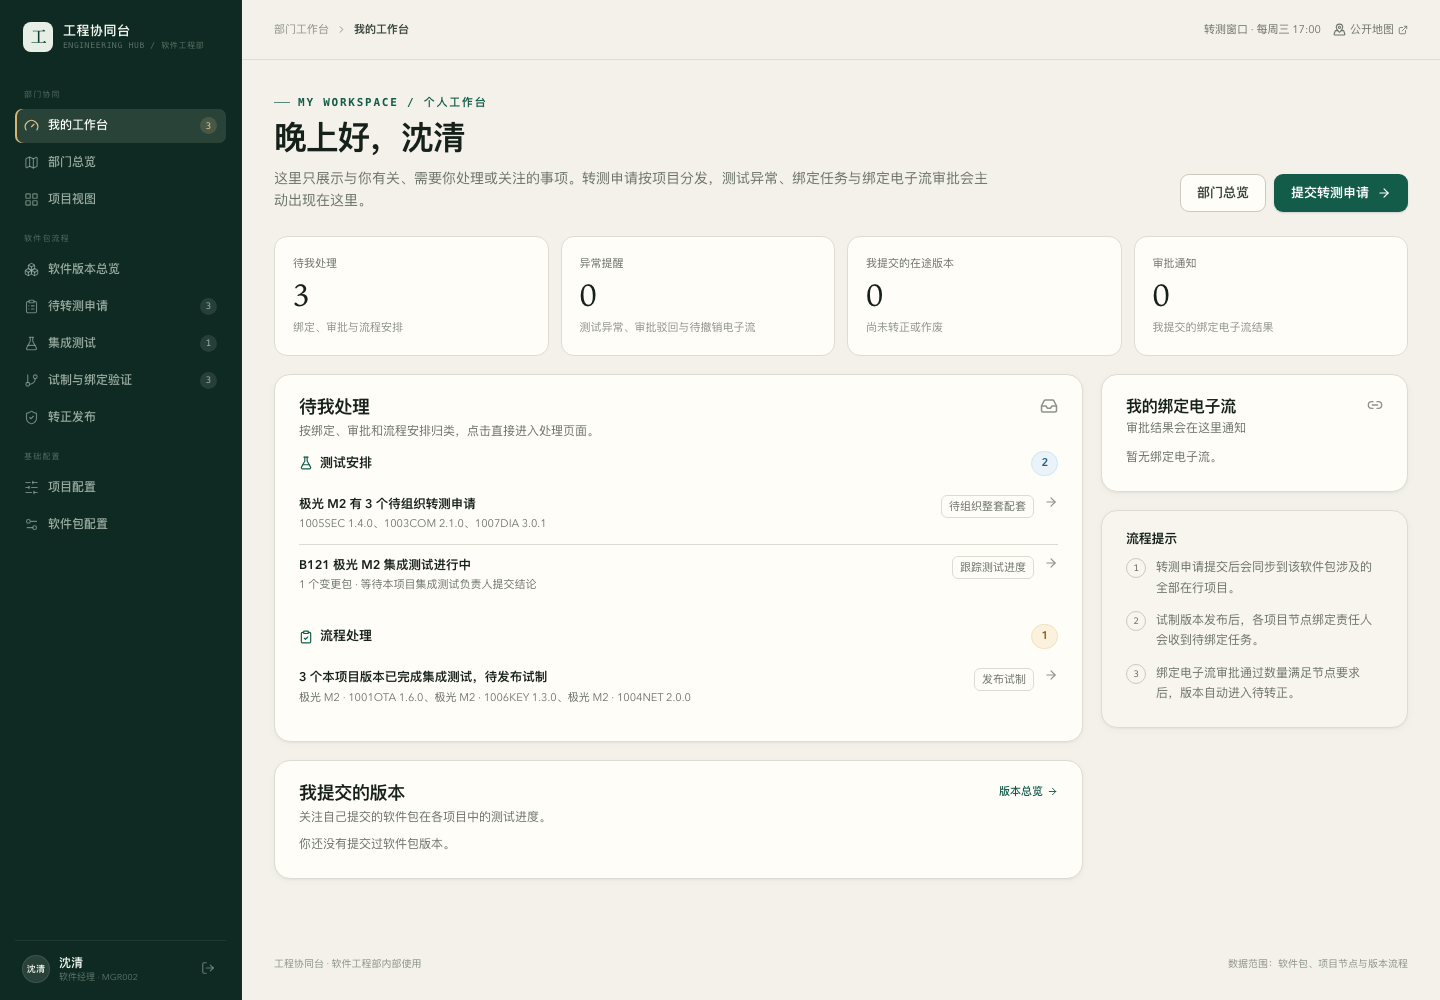 工
工程协同台
ENGINEERING HUB / 软件工程部
部门协同
我的工作台
3
部门总览
项目视图
软件包流程
软件版本总览
待转测申请
3
集成测试
1
试制与绑定验证
3
转正发布
基础配置
项目配置
软件包配置
沈清
沈清
软件经理 · MGR002
部门工作台
我的工作台
转测窗口 · 每周三 17:00
公开地图
MY WORKSPACE / 个人工作台
晚上好，沈清
这里只展示与你有关、需要你处理或关注的事项。转测申请按项目分发，测试异常、绑定任务与绑定电子流审批会主
动出现在这里。
部门总览
提交转测申请
待我处理
3
绑定、审批与流程安排
异常提醒
0
测试异常、审批驳回与待撤销电子流
我提交的在途版本
0
尚未转正或作废
审批通知
0
我提交的绑定电子流结果
待我处理
按绑定、审批和流程安排归类，点击直接进入处理页面。
测试安排
2
极光 M2 有 3 个待组织转测申请
1005SEC 1.4.0、1003COM 2.1.0、1007DIA 3.0.1
待组织整套配套
B121 极光 M2 集成测试进行中
1 个变更包 · 等待本项目集成测试负责人提交结论
跟踪测试进度
流程处理
1
3 个本项目版本已完成集成测试，待发布试制
极光 M2 · 1001OTA 1.6.0、极光 M2 · 1006KEY 1.3.0、极光 M2 · 1004NET 2.0.0
发布试制
我提交的版本
关注自己提交的软件包在各项目中的测试进度。
你还没有提交过软件包版本。
版本总览
我的绑定电子流
审批结果会在这里通知
暂无绑定电子流。
流程提示
1
转测申请提交后会同步到该软件包涉及的
全部在行项目。
2
试制版本发布后，各项目节点绑定责任人
会收到待绑定任务。
3
绑定电子流审批通过数量满足节点要求
后，版本自动进入待转正。
工程协同台 · 软件工程部内部使用
数据范围：软件包、项目节点与版本流程